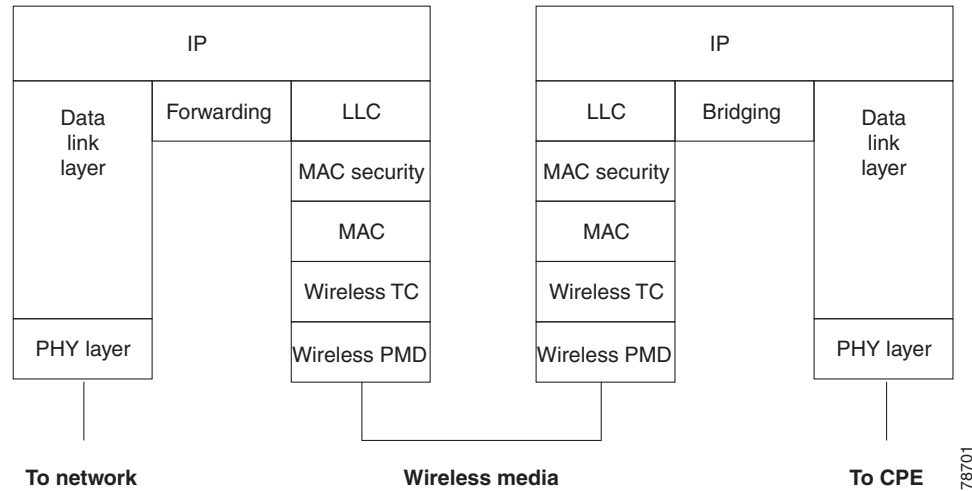 IP
IP
Data
link
layer
Forwarding
LLC
LLC
Bridging
Data
link
layer
MAC security
MAC security
MAC
MAC
Wireless TC
Wireless TC
PHY layer
Wireless PMD
Wireless PMD
PHY layer
To network
Wireless media
To CPE
78701